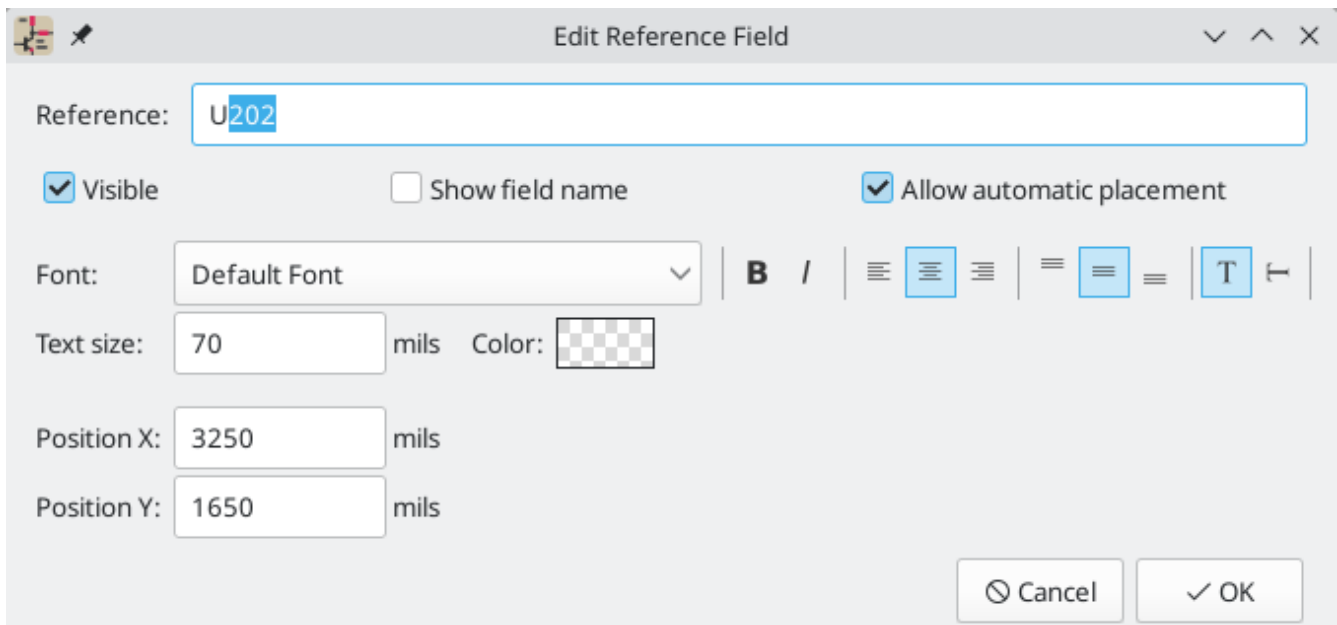 Edit Reference Field
Reference: U202
Visible Show field name Allow automatic placement
Font: Default Font B I T T
Text size: 70 mils Color:
Position X: 3250 mils
Position Y: 1650 mils
Cancel OK